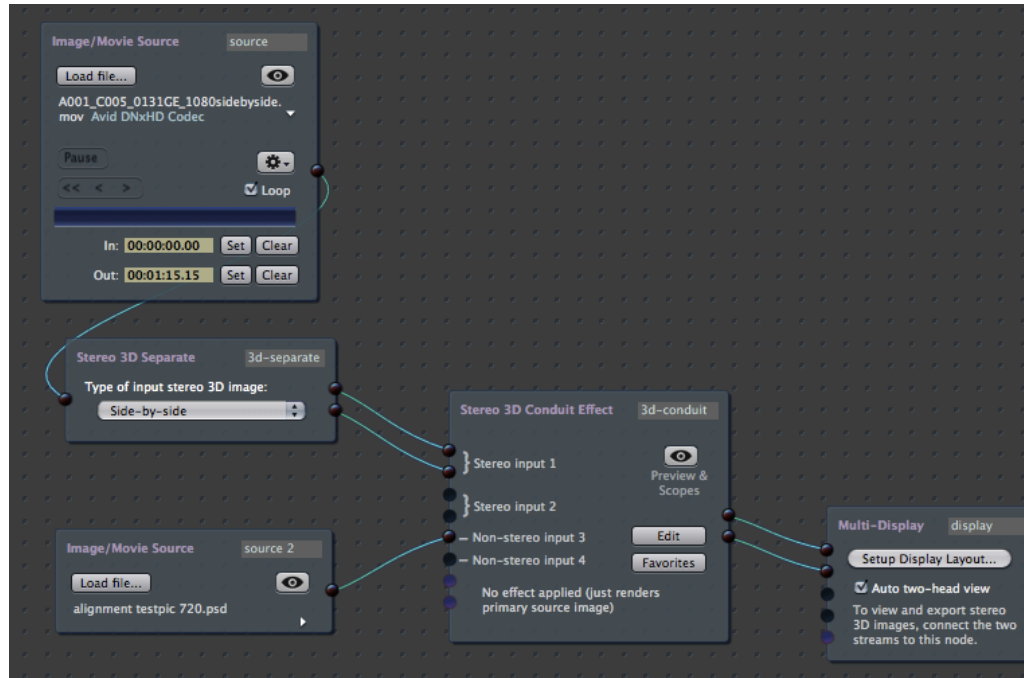 Image/Movie Source source
Load file...
A001_C005_0131GE_1080sidebyside.
mov Avid DNxHD Codec
Pause
<< < >
Loop
In: 00:00:00.00 Set Clear
Out: 00:01:15.15 Set Clear
Stereo 3D Separate 3d-separate
Type of input stereo 3D image:
Side-by-side
Image/Movie Source source 2
Load file...
alignment testpic 720.psd
Stereo 3D Conduit Effect 3d-conduit
Stereo input 1
Preview &
Scopes
Stereo input 2
Non-stereo input 3 Edit
Non-stereo input 4 Favorites
No effect applied (just renders
primary source image)
Multi-Display display
Setup Display Layout...
Auto two-head view
To view and export stereo
3D images, connect the two
streams to this node.